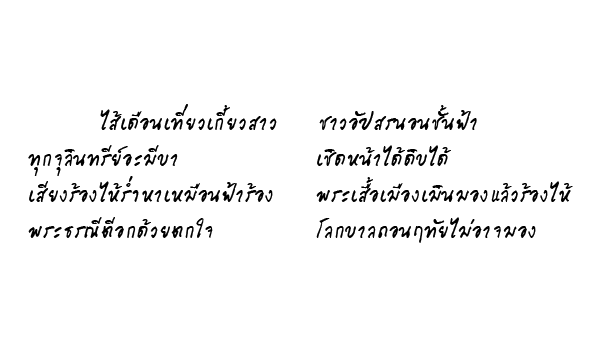 ไส้เดือนเที่ยวเกี้ยวสาว ชาวอัปสรนอนชั้นฟ้า
ทุกจุลินทรีย์อะมีบา เชิดหน้าได้ดิบได้ดี
เสียงร้องไห้ร่ำหาเหมือนฟ้าร้อง พระเสื้อเมืองเมินมองแล้วร้องไห้
พระธรณีตีอกด้วยตกใจ โลกบาลถอนฤทัยไม่อาจมอง